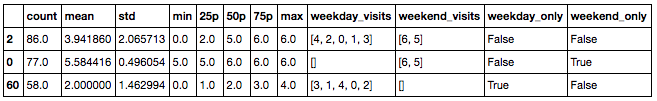 count mean std min 25p 50p 75p max weekday_visits weekend_visits weekday_only weekend_only
2 86.0 3.941860 2.065713 0.0 2.0 5.0 6.0 6.0 [4, 2, 0, 1, 3] [6, 5] False False
0 77.0 5.584416 0.496054 5.0 5.0 6.0 6.0 6.0 [] [6, 5] False True
60 58.0 2.000000 1.462994 0.0 1.0 2.0 3.0 4.0 [3, 1, 4, 0, 2] [] True False